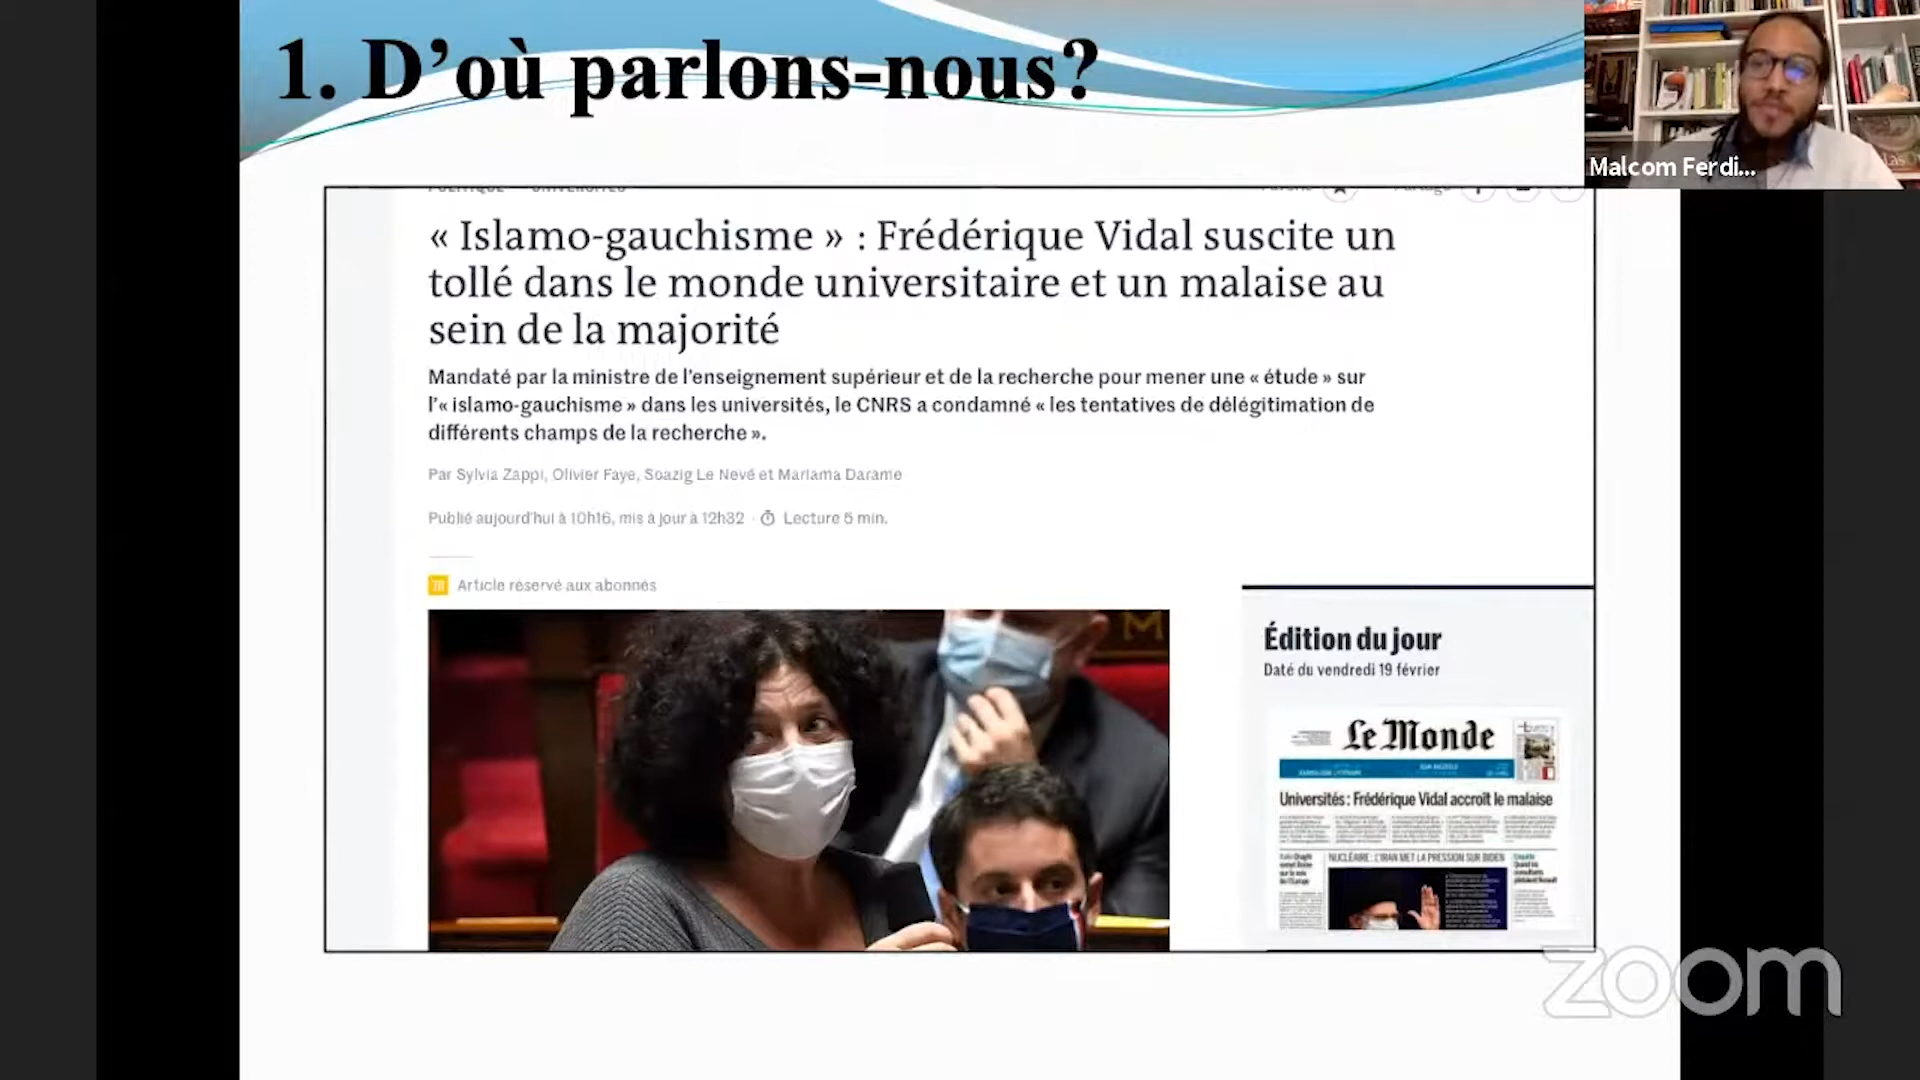 1. D’où parlons-nous?
Malcom Ferdi...
« Islamo-gauchisme » : Frédérique Vidal suscite un
tollé dans le monde universitaire et un malaise au
sein de la majorité
Mandaté par la ministre de l’enseignement supérieur et de la recherche pour mener une « étude » sur
l’« islamo-gauchisme » dans les universités, le CNRS a condamné « les tentatives de délégitimation de
différents champs de la recherche ».
Par Sylvia Zappi, Olivier Faye, Soazig Le Nevé et Mariama Darame
Publié aujourd’hui à 10h16, mis à jour à 12h32 · Lecture 5 min.
Article réservé aux abonnés
M
Édition du jour
Daté du vendredi 19 février
Le Monde
Universités : Frédérique Vidal accroît le malaise
NUCLÉAIRE : L’IRAN MET LA PRESSION SUR BIDEN
zoom